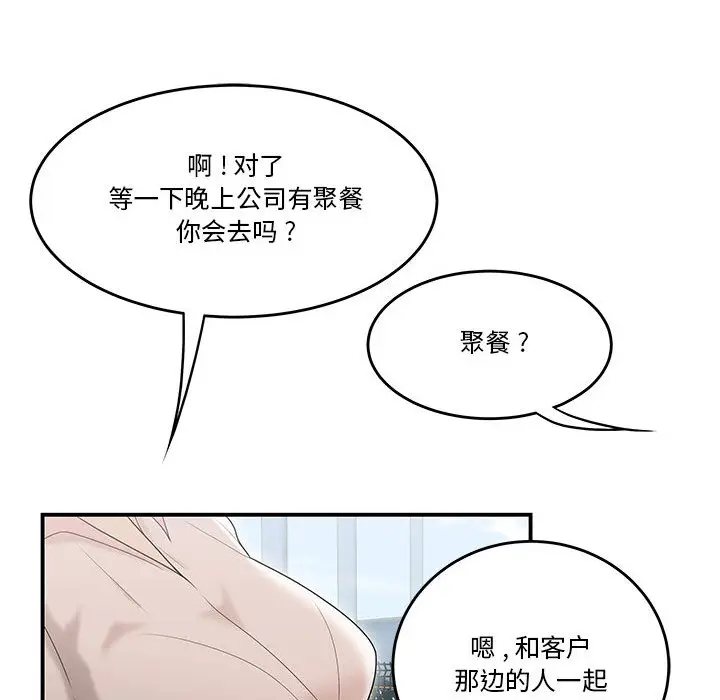 啊！对了
等一下晚上公司有聚餐
你会去吗？
聚餐？
嗯，和客户
那边的人一起